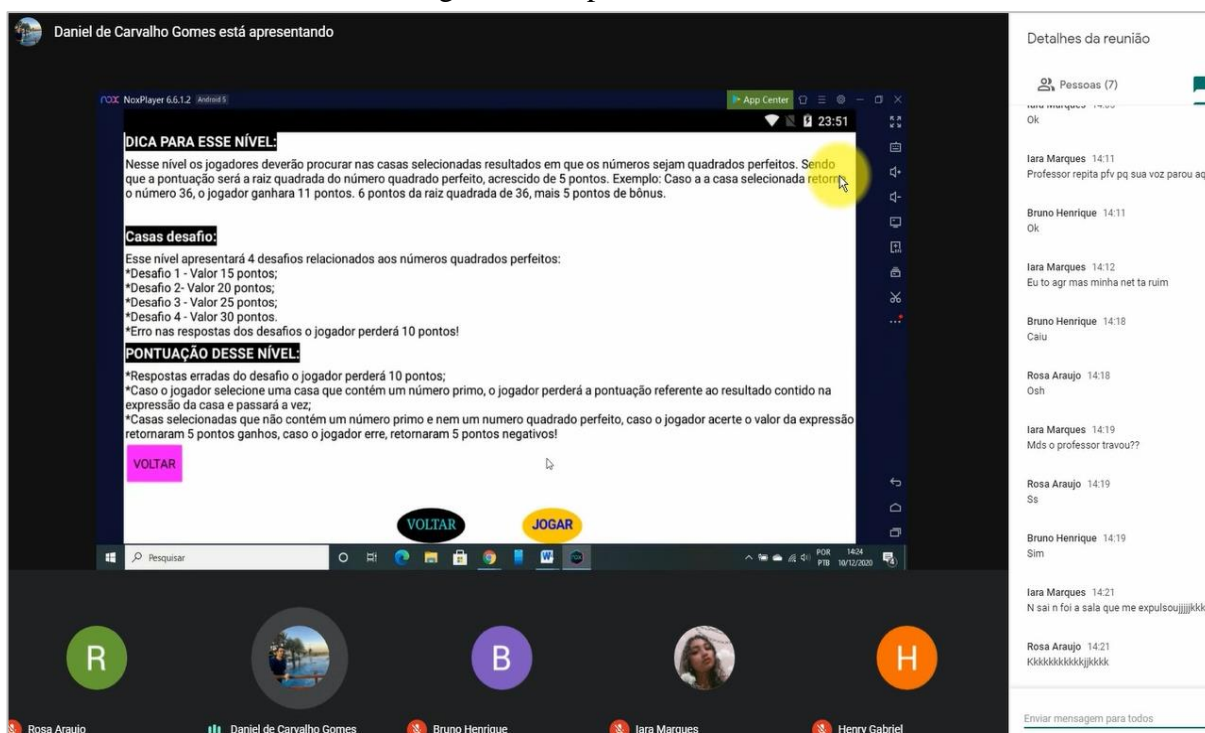 Daniel de Carvalho Gomes está apresentando
nox NoxPlayer 6.6.1.2 Android 5
App Center
23:51
DICA PARA ESSE NÍVEL:
Nesse nível os jogadores deverão procurar nas casas selecionadas resultados em que os números sejam quadrados perfeitos. Sendo
que a pontuação será a raiz quadrada do número quadrado perfeito, acrescido de 5 pontos. Exemplo: Caso a a casa selecionada retorne
o número 36, o jogador ganhara 11 pontos. 6 pontos da raiz quadrada de 36, mais 5 pontos de bônus.
Casas desafio:
Esse nível apresentará 4 desafios relacionados aos números quadrados perfeitos:
*Desafio 1 - Valor 15 pontos;
*Desafio 2- Valor 20 pontos;
*Desafio 3 - Valor 25 pontos;
*Desafio 4 - Valor 30 pontos.
*Erro nas respostas dos desafios o jogador perderá 10 pontos!
PONTUAÇÃO DESSE NÍVEL:
*Respostas erradas do desafio o jogador perderá 10 pontos;
*Caso o jogador selecione uma casa que contém um número primo, o jogador perderá a pontuação referente ao resultado contido na
expressão da casa e passará a vez;
*Casas selecionadas que não contém um número primo e nem um numero quadrado perfeito, caso o jogador acerte o valor da expressão
retornaram 5 pontos ganhos, caso o jogador erre, retornaram 5 pontos negativos!
VOLTAR
VOLTAR
JOGAR
Pesquisar
POR 14:24
PTB 10/12/2020
R
B
H
Rosa Araujo
Daniel de Carvalho Gomes
Bruno Henrique
Iara Marques
Henry Gabriel
Detalhes da reunião
Pessoas (7)
Ok
Iara Marques 14:11
Professor repita pfv pq sua voz parou aq
Bruno Henrique 14:11
Ok
Iara Marques 14:12
Eu to agr mas minha net ta ruim
Bruno Henrique 14:18
Caiu
Rosa Araujo 14:18
Osh
Iara Marques 14:19
Mds o professor travou??
Rosa Araujo 14:19
Ss
Bruno Henrique 14:19
Sim
Iara Marques 14:21
N sai n foi a sala que me expulsoujjjjjkkk
Rosa Araujo 14:21
Kkkkkkkkkkkjjkkkk
Enviar mensagem para todos